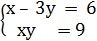 x− 3y = 6
xy = 9